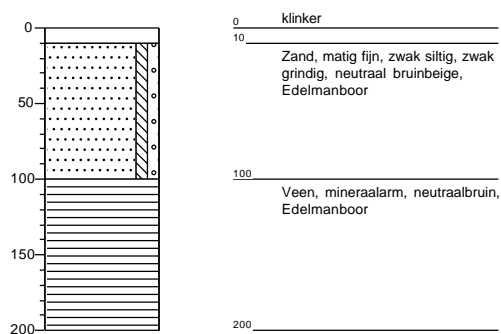 0
50
100
150
200
0
klinker
10
Zand, matig fijn, zwak siltig, zwak
grindig, neutraal bruinbeige,
Edelmanboor
100
Veen, mineraalarm, neutraalbruin,
Edelmanboor
200